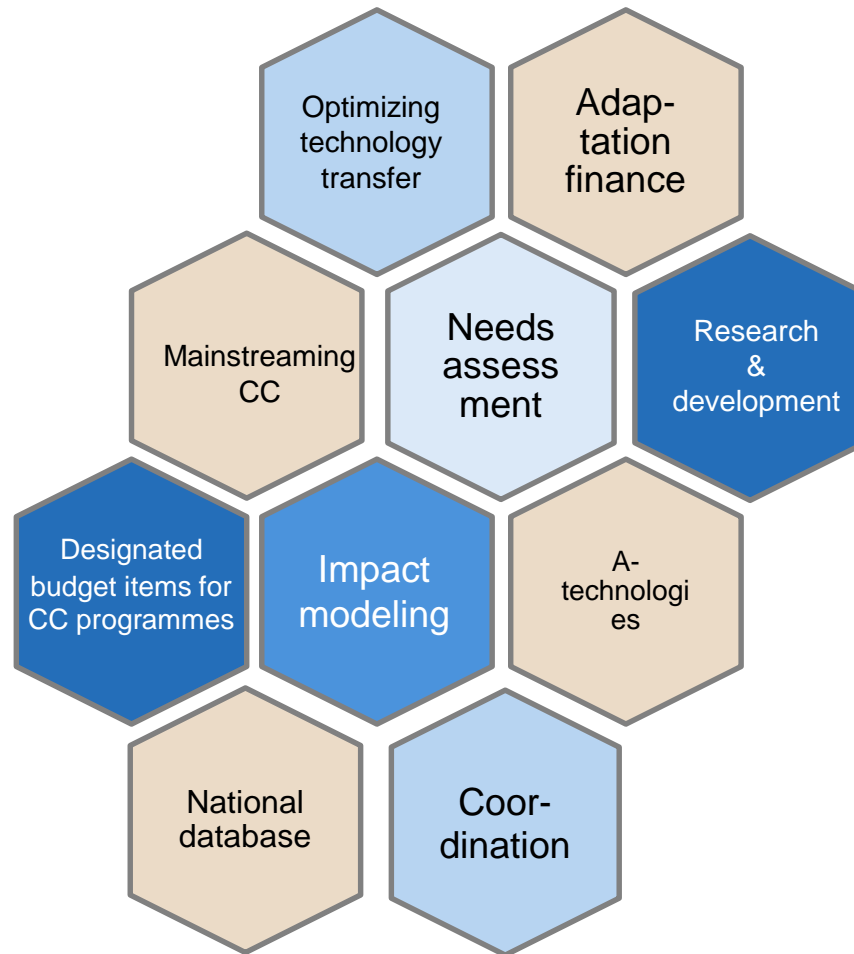 Optimizing
technology
transfer
Adap-
tation
finance
Mainstreaming
CC
Needs
assess
ment
Research
&
development
Designated
budget items for
CC programmes
Impact
modeling
A-
technologi
es
National
database
Coor-
dination